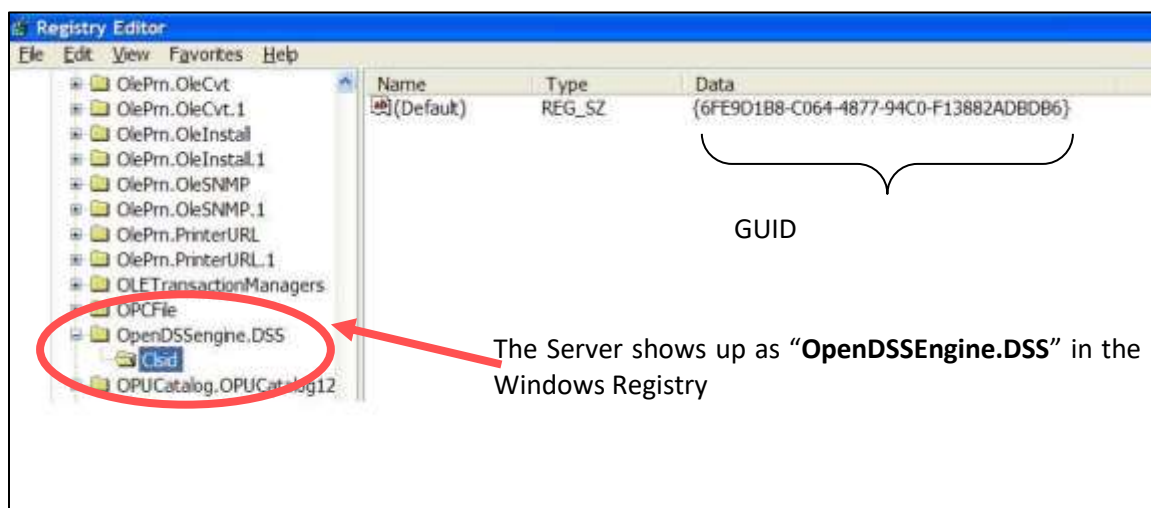 Registry Editor
File Edit View Favorites Help
OlePrn.OleCvt
OlePrn.OleCvt.1
OlePrn.OleInstall
OlePrn.OleInstall.1
OlePrn.OleSNMP
OlePrn.OleSNMP.1
OlePrn.PrinterURL
OlePrn.PrinterURL.1
OLETransactionManagers
OPCFile
OpenDSSengine.DSS
Clsid
OPUCatalog.OPUCatalog12
Name Type Data
ab (Default) REG_SZ {6FE9D1B8-C064-4877-94C0-F13882ADBDB6}
GUID
The Server shows up as “OpenDSSEngine.DSS” in the
Windows Registry